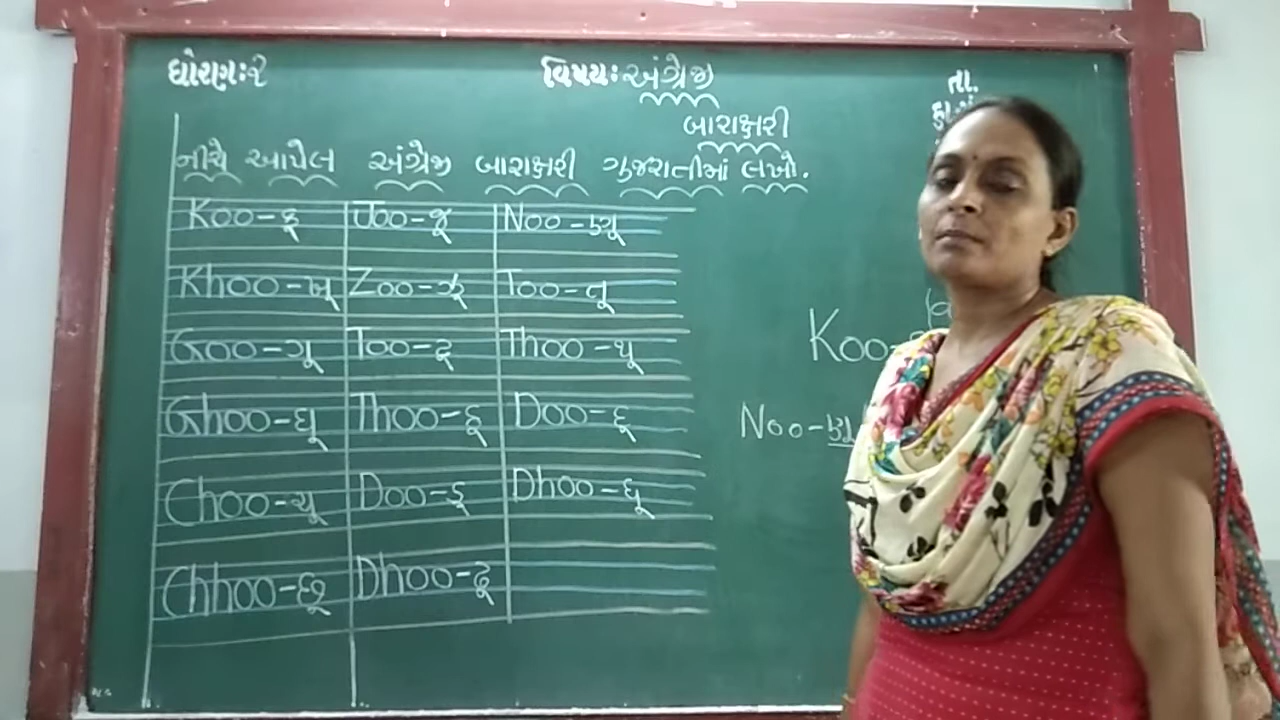 ધોરણઃ૨ વિષયઃ અંગ્રેજી તા.
બારાક્ષરી
નીચે આપેલ અંગ્રેજી બારાક્ષરી ગુજરાતીમાં લખો.
Koo-કૂ Joo-જૂ Noo-ણૂ
Khoo-ખૂ Zoo-ઝૂ Too-તૂ
Goo-ગૂ Too-ટૂ Thoo-થૂ
Ghoo-ઘૂ Thoo-ઠૂ Doo-દૂ
Choo-ચૂ Doo-ડૂ Dhoo-ધૂ
Chhoo-છૂ Dhoo-ઢૂ
Koo-
Noo-ણૂ